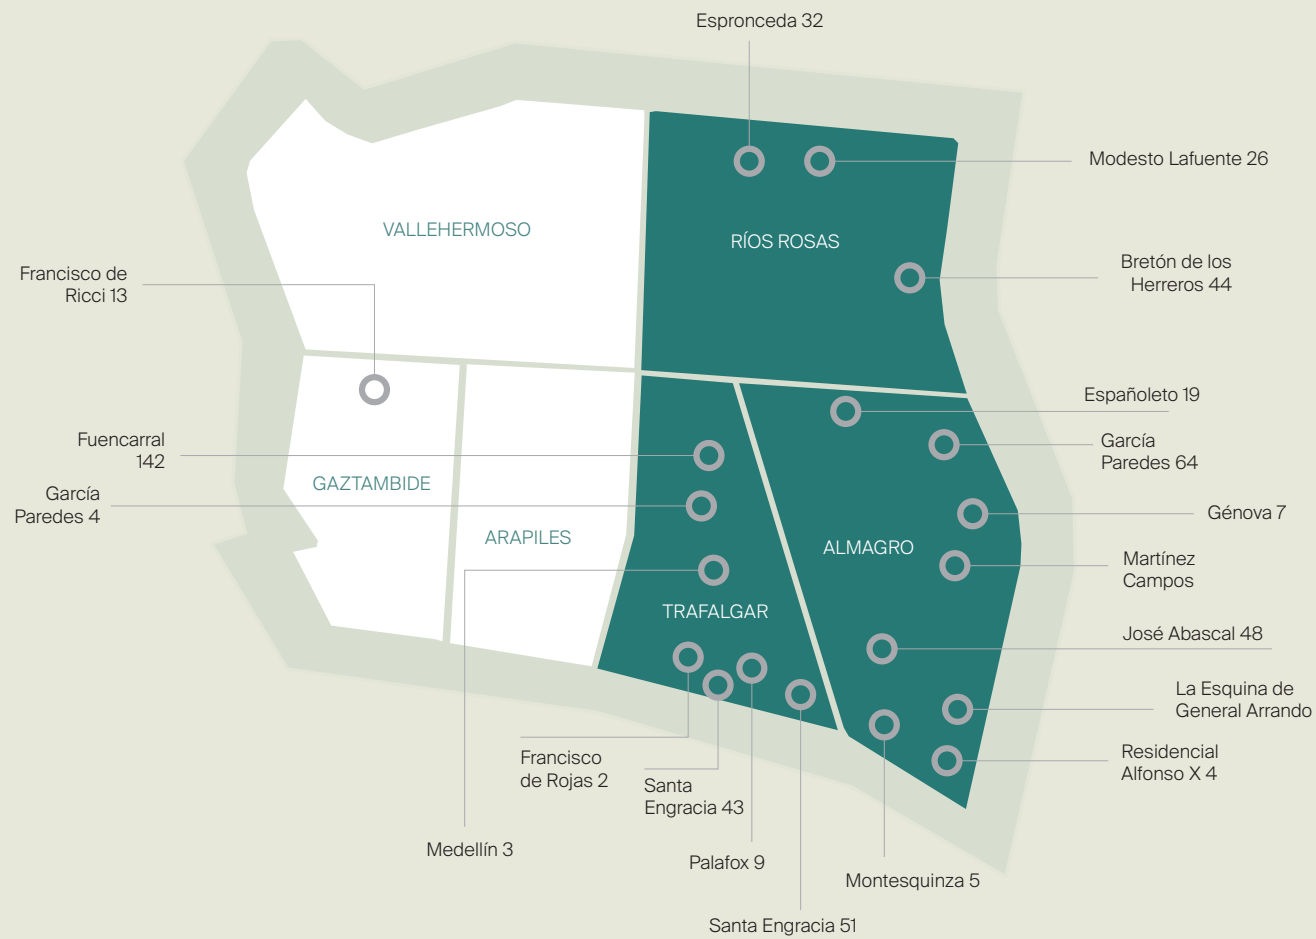 Espronceda 32
Modesto Lafuente 26
VALLEHERMOSO
RÍOS ROSAS
Francisco de
Ricci 13
Bretón de los
Herreros 44
Españoleto 19
Fuencarral
142
García
Paredes 64
GAZTAMBIDE
García
Paredes 4
Génova 7
ARAPILES
ALMAGRO
Martínez
Campos
TRAFALGAR
José Abascal 48
La Esquina de
General Arrando
Francisco
de Rojas 2
Santa
Engracia 43
Residencial
Alfonso X 4
Medellín 3
Palafox 9
Montesquinza 5
Santa Engracia 51